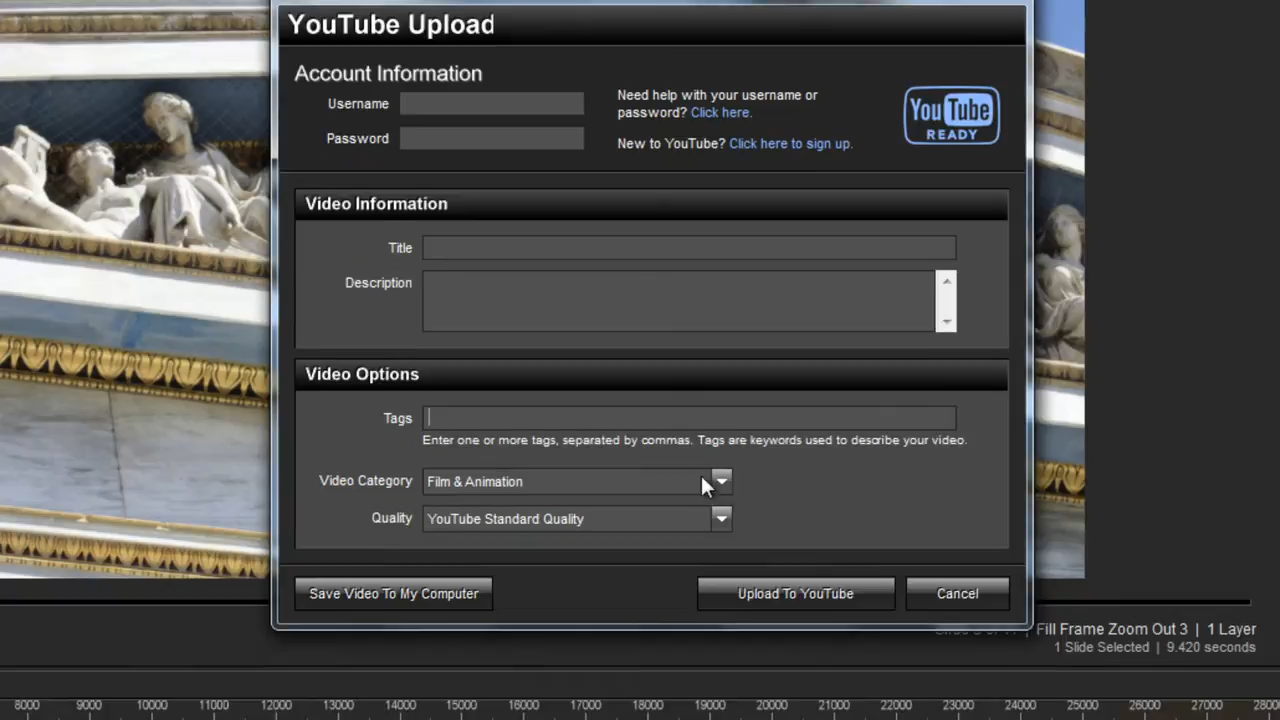 YouTube Upload
Account Information
Username
Password
Need help with your username or
password? Click here.
New to YouTube? Click here to sign up.
YouTube
READY
Video Information
Title
Description
Video Options
Tags
Enter one or more tags, separated by commas. Tags are keywords used to describe your video.
Video Category
Film & Animation
Quality
YouTube Standard Quality
Save Video To My Computer
Upload To YouTube
Cancel
Fill Frame Zoom Out 3 | 1 Layer
1 Slide Selected | 9.420 seconds
8000 9000 10000 11000 12000 13000 14000 15000 16000 17000 18000 19000 20000 21000 22000 23000 24000 25000 26000 27000